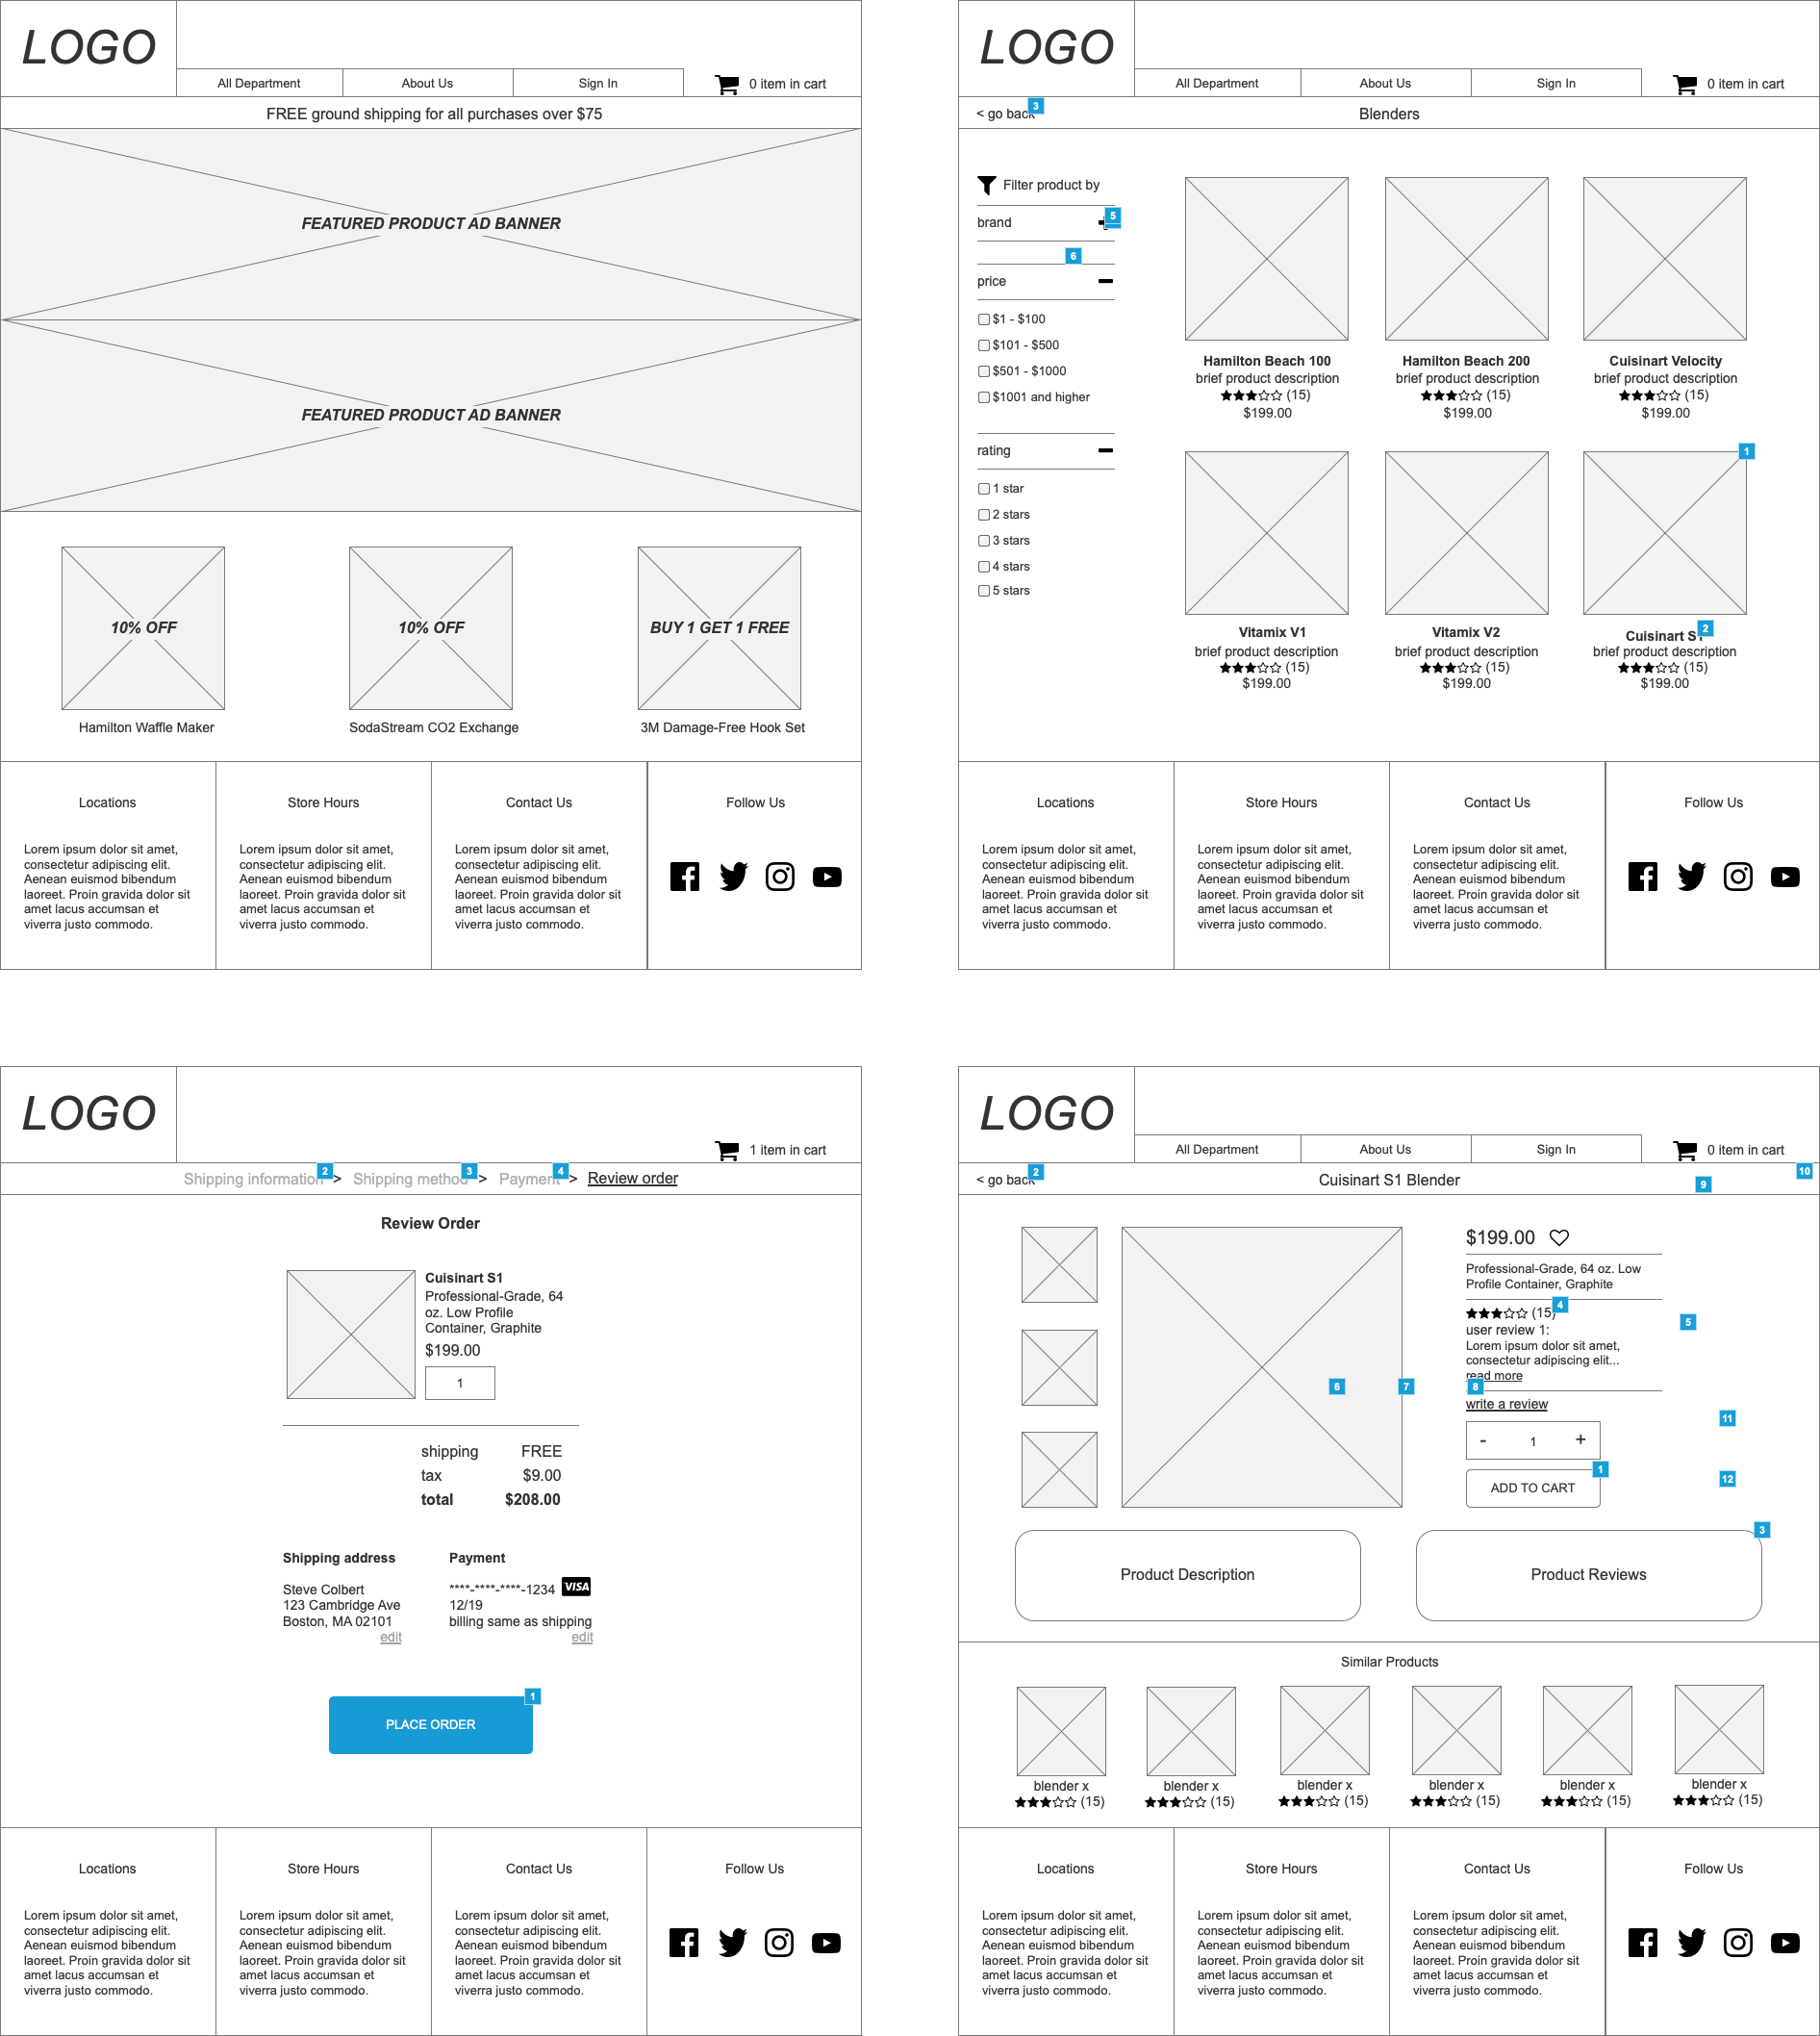 LOGO
All Department
About Us
Sign In
0 item in cart
FREE ground shipping for all purchases over $75
FEATURED PRODUCT AD BANNER
FEATURED PRODUCT AD BANNER
10% OFF
10% OFF
BUY 1 GET 1 FREE
Hamilton Waffle Maker
SodaStream CO2 Exchange
3M Damage-Free Hook Set
Locations
Lorem ipsum dolor sit amet,
consectetur adipiscing elit.
Aenean euismod bibendum
laoreet. Proin gravida dolor sit
amet lacus accumsan et
viverra justo commodo.
Store Hours
Lorem ipsum dolor sit amet,
consectetur adipiscing elit.
Aenean euismod bibendum
laoreet. Proin gravida dolor sit
amet lacus accumsan et
viverra justo commodo.
Contact Us
Lorem ipsum dolor sit amet,
consectetur adipiscing elit.
Aenean euismod bibendum
laoreet. Proin gravida dolor sit
amet lacus accumsan et
viverra justo commodo.
Follow Us
LOGO
All Department
About Us
Sign In
0 item in cart
< go back
3
Blenders
Filter product by
brand
5
6
price
$1 - $100
$101 - $500
$501 - $1000
$1001 and higher
rating
1 star
2 stars
3 stars
4 stars
5 stars
Hamilton Beach 100
brief product description
★★★☆☆ (15)
$199.00
Hamilton Beach 200
brief product description
★★★☆☆ (15)
$199.00
Cuisinart Velocity
brief product description
★★★☆☆ (15)
$199.00
Vitamix V1
brief product description
★★★☆☆ (15)
$199.00
Vitamix V2
brief product description
★★★☆☆ (15)
$199.00
1
2
Cuisinart S1
brief product description
★★★☆☆ (15)
$199.00
Locations
Lorem ipsum dolor sit amet,
consectetur adipiscing elit.
Aenean euismod bibendum
laoreet. Proin gravida dolor sit
amet lacus accumsan et
viverra justo commodo.
Store Hours
Lorem ipsum dolor sit amet,
consectetur adipiscing elit.
Aenean euismod bibendum
laoreet. Proin gravida dolor sit
amet lacus accumsan et
viverra justo commodo.
Contact Us
Lorem ipsum dolor sit amet,
consectetur adipiscing elit.
Aenean euismod bibendum
laoreet. Proin gravida dolor sit
amet lacus accumsan et
viverra justo commodo.
Follow Us
LOGO
1 item in cart
Shipping information 2 > Shipping method 3 > Payment 4 > Review order
Review Order
Cuisinart S1
Professional-Grade, 64
oz. Low Profile
Container, Graphite
$199.00
1
shipping FREE
tax $9.00
total $208.00
Shipping address
Steve Colbert
123 Cambridge Ave
Boston, MA 02101
edit
Payment
****-****-****-1234 VISA
12/19
billing same as shipping
edit
1
PLACE ORDER
Locations
Lorem ipsum dolor sit amet,
consectetur adipiscing elit.
Aenean euismod bibendum
laoreet. Proin gravida dolor sit
amet lacus accumsan et
viverra justo commodo.
Store Hours
Lorem ipsum dolor sit amet,
consectetur adipiscing elit.
Aenean euismod bibendum
laoreet. Proin gravida dolor sit
amet lacus accumsan et
viverra justo commodo.
Contact Us
Lorem ipsum dolor sit amet,
consectetur adipiscing elit.
Aenean euismod bibendum
laoreet. Proin gravida dolor sit
amet lacus accumsan et
viverra justo commodo.
Follow Us
LOGO
All Department
About Us
Sign In
0 item in cart
< go back
2
Cuisinart S1 Blender
9
10
$199.00
Professional-Grade, 64 oz. Low
Profile Container, Graphite
★★★☆☆ (15)
4
5
user review 1:
Lorem ipsum dolor sit amet,
consectetur adipiscing elit...
read more
6
7
8
write a review
11
- 1 +
1
12
ADD TO CART
3
Product Description
Product Reviews
Similar Products
blender x
★★★☆☆ (15)
blender x
★★★☆☆ (15)
blender x
★★★☆☆ (15)
blender x
★★★☆☆ (15)
blender x
★★★☆☆ (15)
blender x
★★★☆☆ (15)
Locations
Lorem ipsum dolor sit amet,
consectetur adipiscing elit.
Aenean euismod bibendum
laoreet. Proin gravida dolor sit
amet lacus accumsan et
viverra justo commodo.
Store Hours
Lorem ipsum dolor sit amet,
consectetur adipiscing elit.
Aenean euismod bibendum
laoreet. Proin gravida dolor sit
amet lacus accumsan et
viverra justo commodo.
Contact Us
Lorem ipsum dolor sit amet,
consectetur adipiscing elit.
Aenean euismod bibendum
laoreet. Proin gravida dolor sit
amet lacus accumsan et
viverra justo commodo.
Follow Us